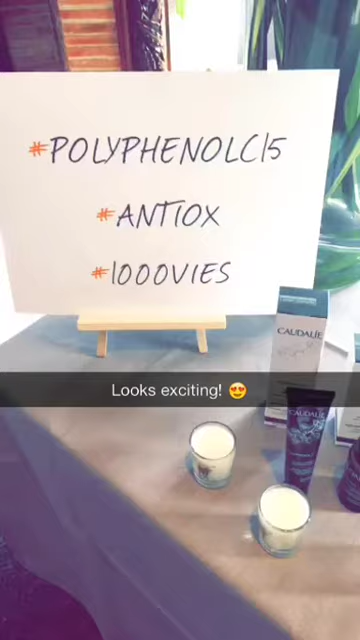 #POLYPHENOLC15
#ANTIOX
#1000VIES
CAUDALIE
Looks exciting! 😍
CAUDALIE